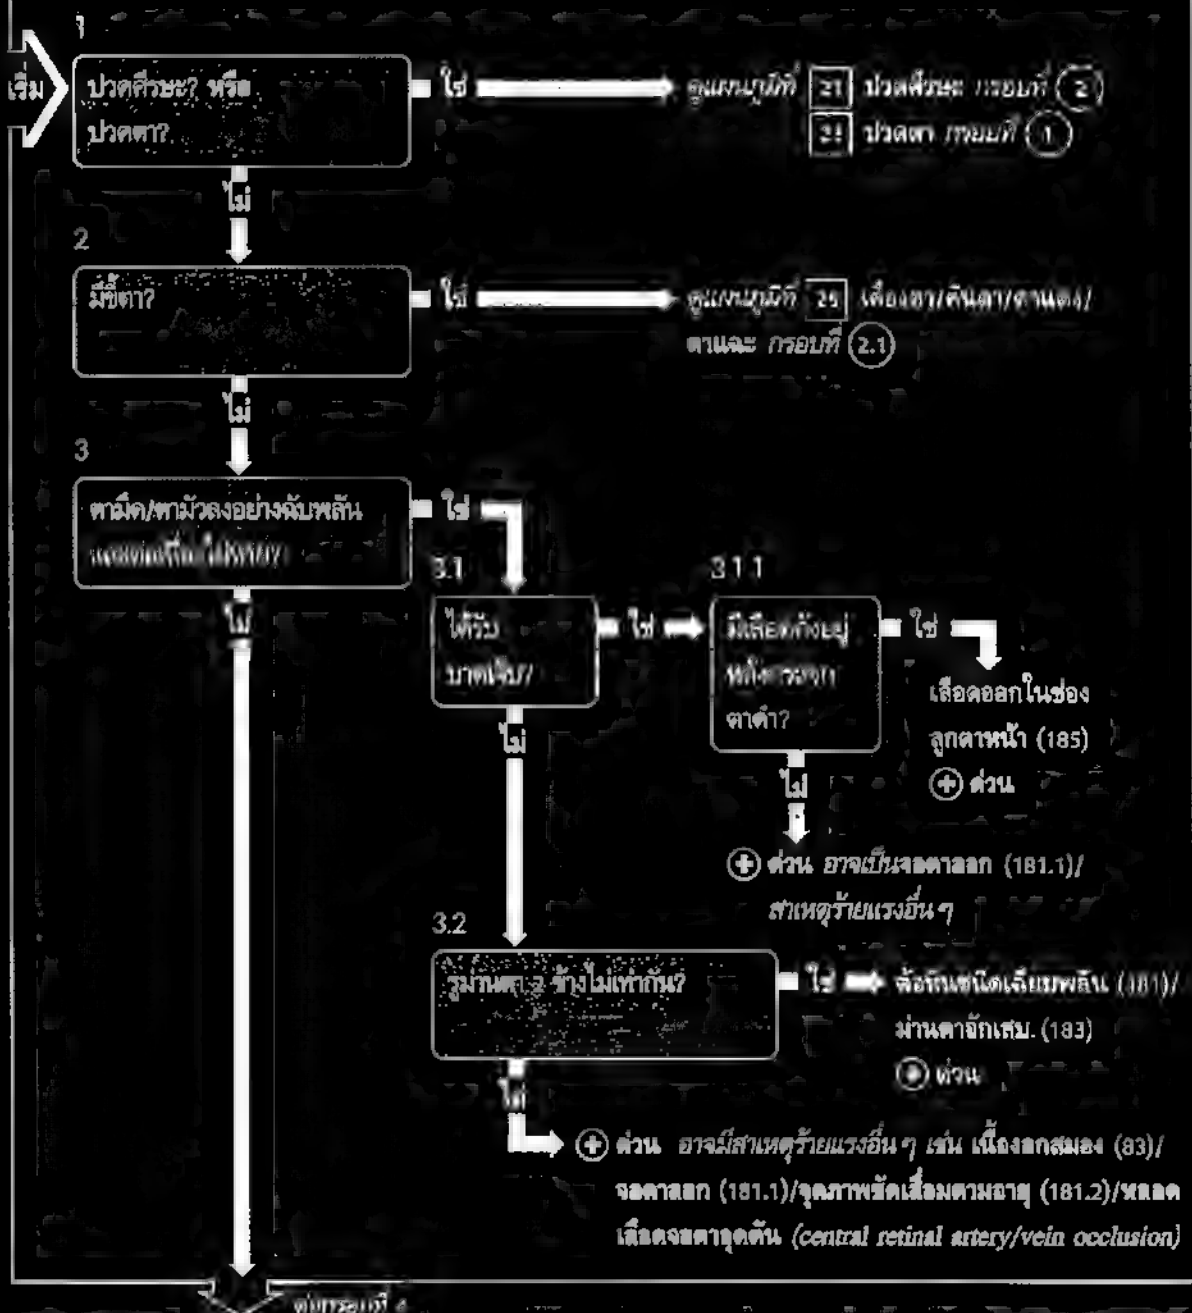 1
เริ่ม
ปวดศีรษะ? หรือ
ปวดตา?
ใช่
ดูแผนภูมิที่ 21 ปวดศีรษะ กรอบที่ 2
ปวดตา กรอบที่ 1
ไม่
2
มีขี้ตา?
ใช่
ดูแผนภูมิที่ เคืองตา/คันตา/ตาแดง/
ตาแฉะ กรอบที่ 2.1
ไม่
3
ตามืด/ตามัวลงอย่างฉับพลัน
ใช่
ไม่
3.1
ได้รับ
บาดเจ็บ?
ใช่
3.1.1
มีเลือดขังอยู่
หลังกระจก
ตาดำ?
ใช่
เลือดออกในช่อง
ลูกตาหน้า (185)
ด่วน
ไม่
ไม่
ด่วน อาจเป็นจอตาลอก (181.1)/
สาเหตุร้ายแรงอื่น ๆ
3.2
รูม่านตา 2 ข้างไม่เท่ากัน?
ใช่
ต้อหินชนิดเฉียบพลัน (181)/
ม่านตาอักเสบ (183)
ด่วน
ไม่
ด่วน อาจมีสาเหตุร้ายแรงอื่น ๆ เช่น เนื้องอกสมอง (83)/
จอตาลอก (181.1)/จุดภาพชัดเสื่อมตามอายุ (181.2)/หลอด
เลือดจอตาอุดตัน (central retinal artery/vein occlusion)